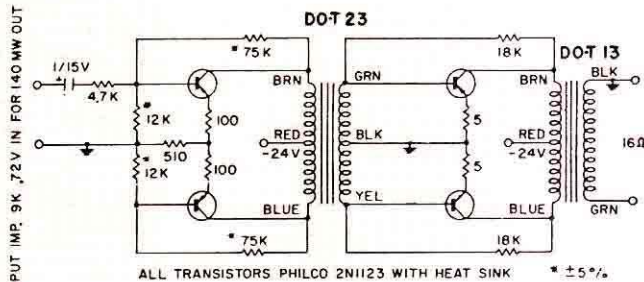 PUT IMP. 9K ,72V IN FOR 140 MW OUT
DO-T 23
* 75K
18K
DO-T 13
1/15V
+
BRN
GRN
BRN
BLK
4.7K
*
12K
100
5
510
RED
-24V
BLK
RED
-24V
16Ω
*
12K
100
5
YEL
BLUE
BLUE
GRN
* 75K
18K
ALL TRANSISTORS PHILCO 2N1123 WITH HEAT SINK * ±5%